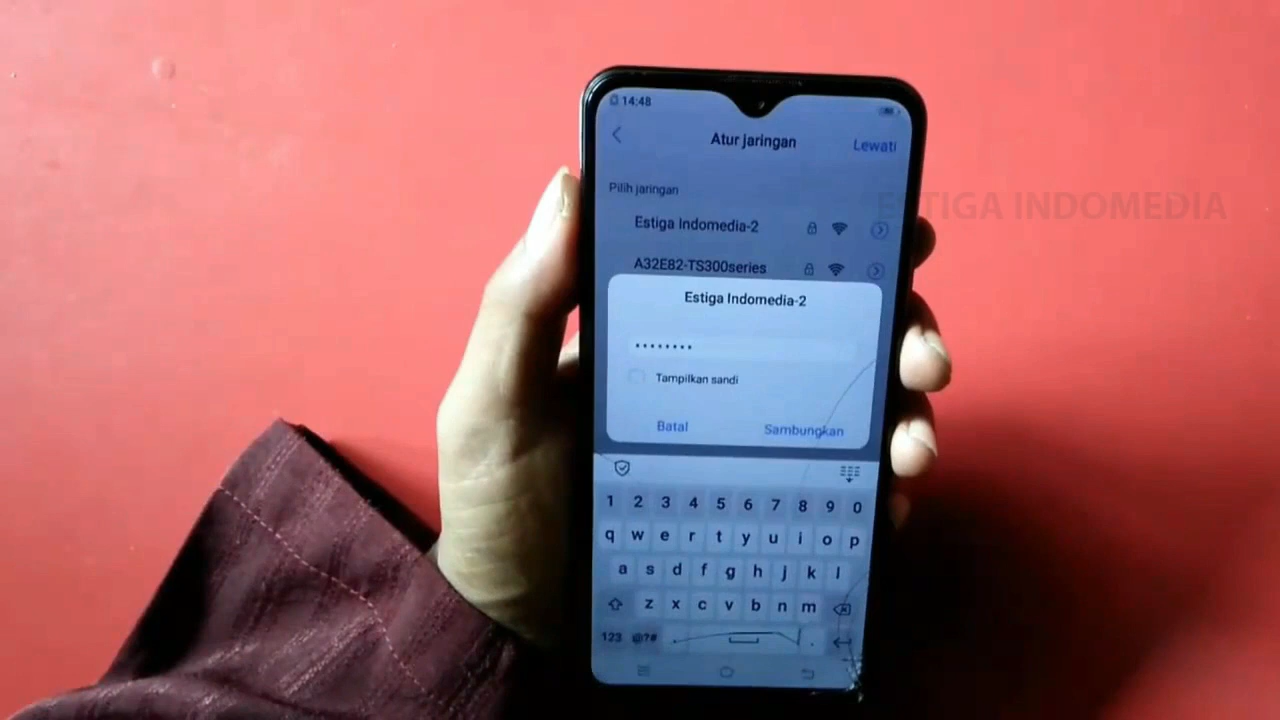 14:48
Atur jaringan
Lewati
Pilih jaringan
Estiga Indomedia-2
ESTIGA INDOMEDIA
A32E82-TS300series
Estiga Indomedia-2
••••••••
Tampilkan sandi
Batal Sambungkan
1 2 3 4 5 6 7 8 9 0
q w e r t y u i o p
a s d f g h j k l
z x c v b n m
123 @?# .